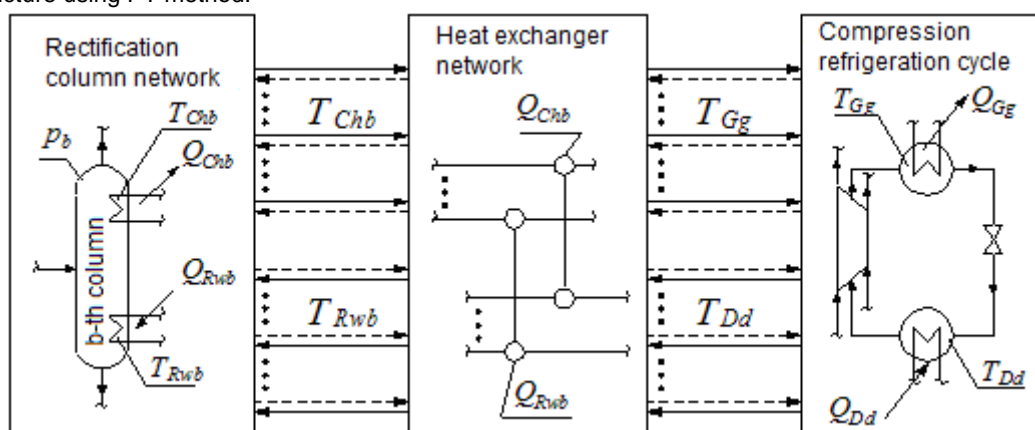 Rectification
column network
T_Chb
p_b
Q_Chb
b-th column
Q_Rwb
T_Rwb
T_Chb
T_Rwb
Heat exchanger
network
Q_Chb
Q_Rwb
T_Gg
T_Dd
Compression
refrigeration cycle
T_Gg
Q_Gg
T_Dd
Q_Dd